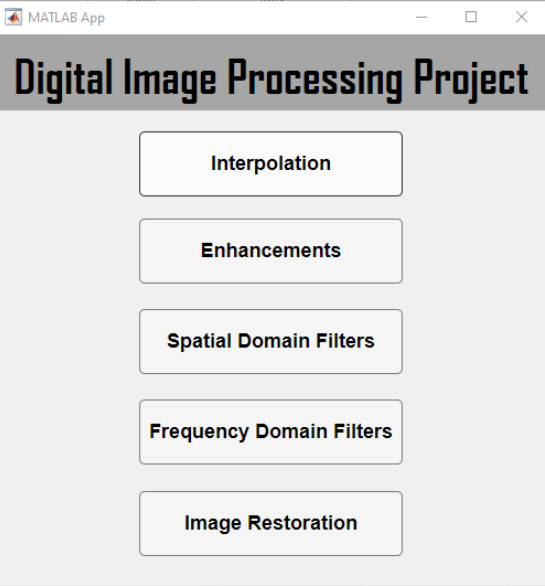 MATLAB App
Digital Image Processing Project
Interpolation
Enhancements
Spatial Domain Filters
Frequency Domain Filters
Image Restoration